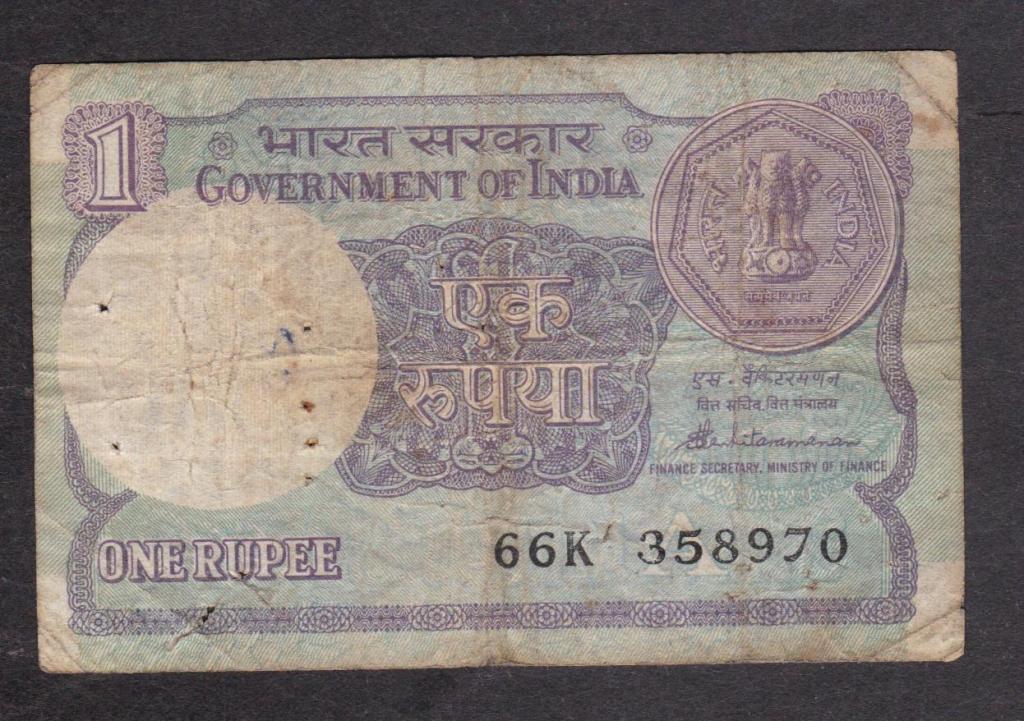 1
भारत सरकार
GOVERNMENT OF INDIA
भारत INDIA
सत्यमेव जयते
एक
रुपया
एस. वेंकिटरमणन
वित्त सचिव, वित्त मंत्रालय
FINANCE SECRETARY, MINISTRY OF FINANCE
ONE RUPEE
66K 358970
A